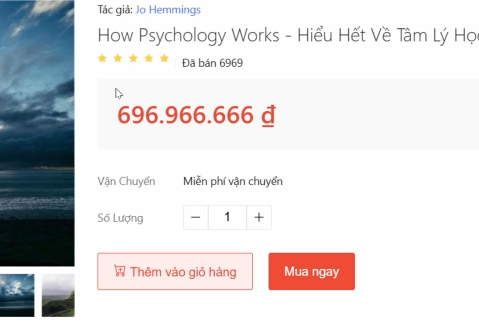 Tác giả: Jo Hemmings
How Psychology Works - Hiểu Hết Về Tâm Lý
Đã bán 6969
696.966.666 ₫
Vận Chuyển Miễn phí vận chuyển
Số Lượng − 1 +
Thêm vào giỏ hàng Mua ngay